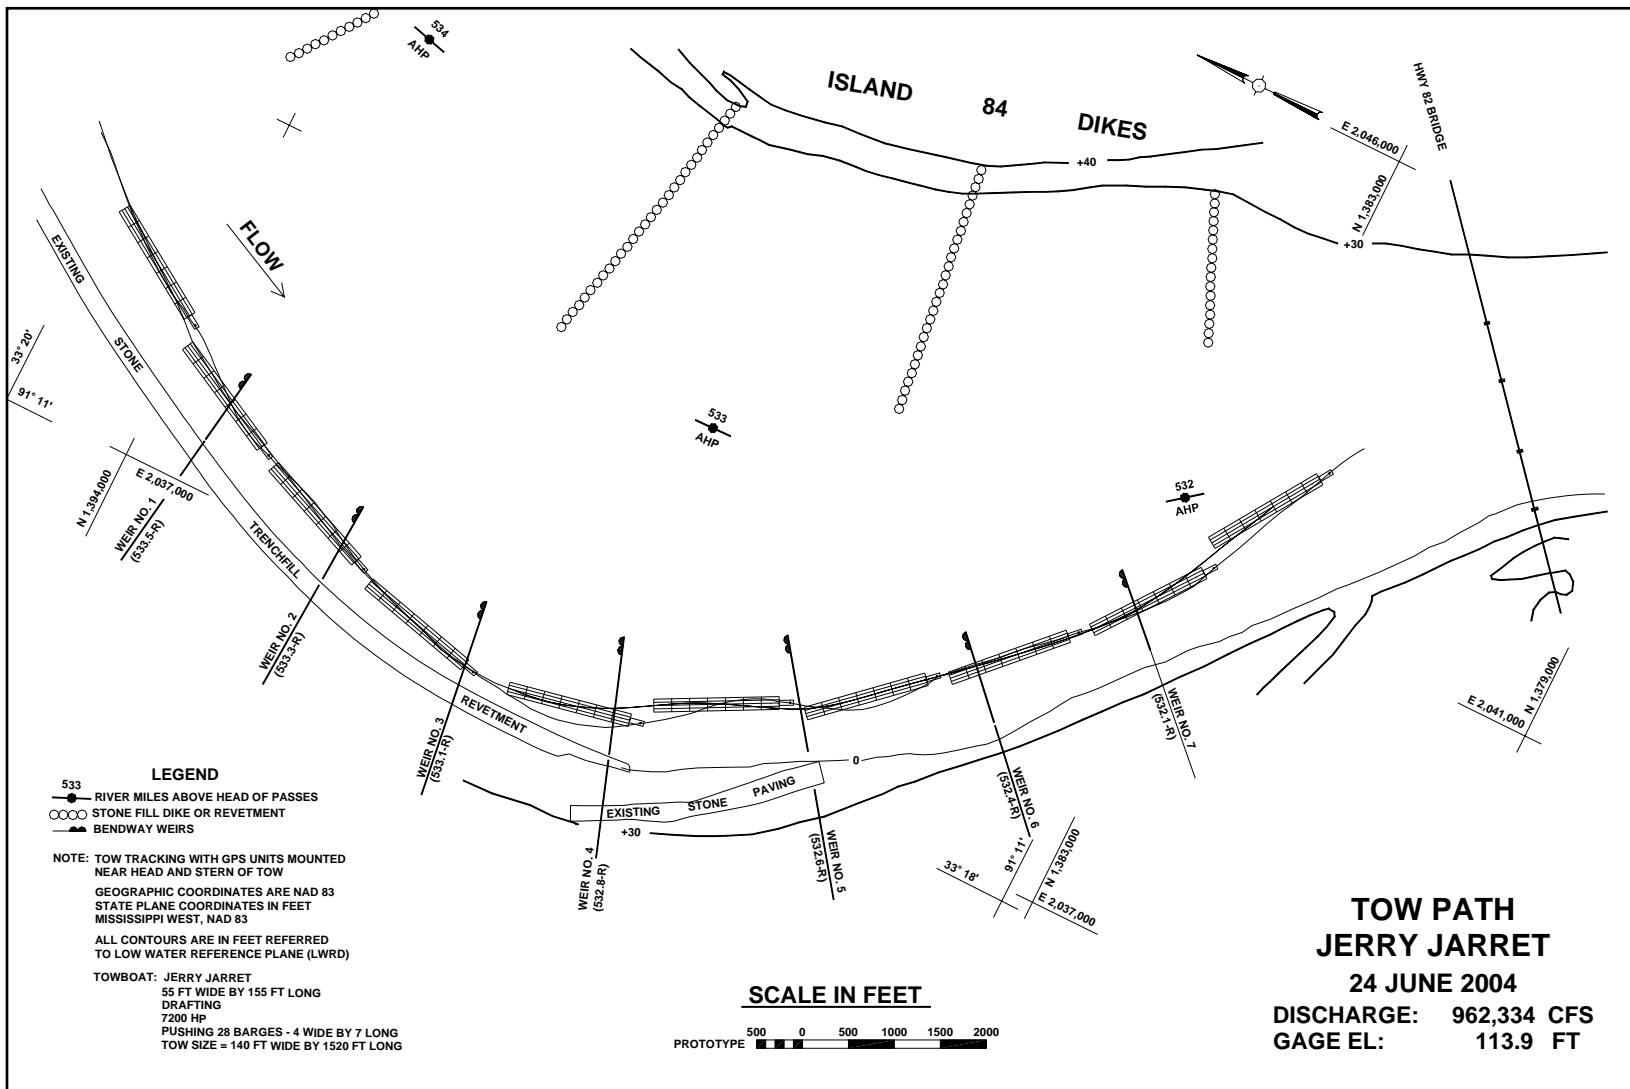 534
AHP
ISLAND 84 DIKES
HWY 82 BRIDGE
E 2,046,000
N 1,383,000
+40
+30
FLOW
EXISTING
STONE
TRENCHFILL
REVETMENT
33° 20'
91° 11'
N 1,394,000
E 2,037,000
WEIR NO. 1
(533.5-R)
WEIR NO. 2
(533.3-R)
WEIR NO. 3
(533.1-R)
WEIR NO. 4
(532.8-R)
WEIR NO. 5
(532.6-R)
WEIR NO. 6
(532.4-R)
WEIR NO. 7
(532.1-R)
533
AHP
532
AHP
0
EXISTING STONE PAVING
+30
E 2,041,000
N 1,379,000
33° 18'
91° 11'
N 1,383,000
E 2,037,000
LEGEND
533
RIVER MILES ABOVE HEAD OF PASSES
STONE FILL DIKE OR REVETMENT
BENDWAY WEIRS
NOTE: TOW TRACKING WITH GPS UNITS MOUNTED
NEAR HEAD AND STERN OF TOW
GEOGRAPHIC COORDINATES ARE NAD 83
STATE PLANE COORDINATES IN FEET
MISSISSIPPI WEST, NAD 83
ALL CONTOURS ARE IN FEET REFERRED
TO LOW WATER REFERENCE PLANE (LWRD)
TOWBOAT: JERRY JARRET
55 FT WIDE BY 155 FT LONG
DRAFTING
7200 HP
PUSHING 28 BARGES - 4 WIDE BY 7 LONG
TOW SIZE = 140 FT WIDE BY 1520 FT LONG
SCALE IN FEET
500 0 500 1000 1500 2000
PROTOTYPE
TOW PATH
JERRY JARRET
24 JUNE 2004
DISCHARGE: 962,334 CFS
GAGE EL: 113.9 FT